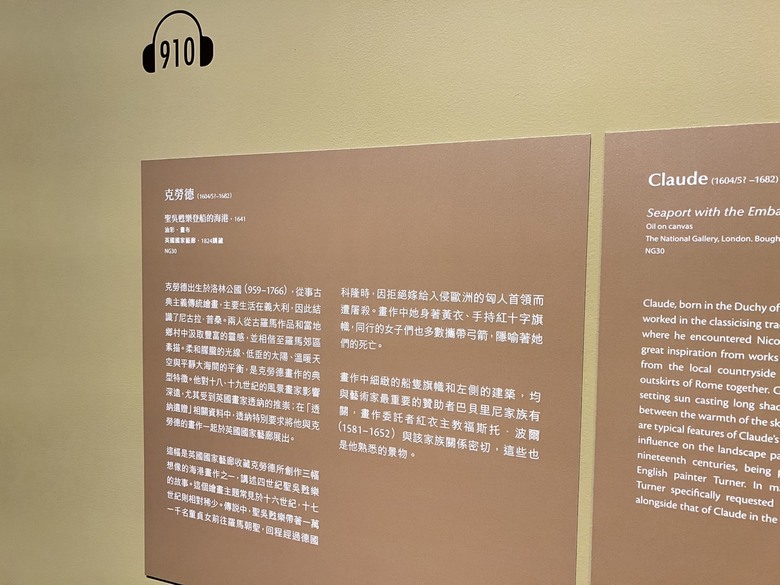 910
克勞德 (1604/5?–1682)
聖吳甦樂登船的海港，1641
油彩・畫布
英國國家藝廊，1824購藏
NG30
克勞德出生於洛林公國 (959–1766)，從事古
典主義傳統繪畫，主要生活在義大利，因此結
識了尼古拉・普桑。兩人從古羅馬作品和當地
鄉村中汲取豐富的靈感，並相偕至羅馬郊區
素描。柔和朦朧的光線、低垂的太陽、溫暖天
空與平靜大海間的平衡，是克勞德畫作的典
型特徵。他對十八、十九世紀的風景畫家影響
深遠，尤其受到英國畫家透納的推崇；在「透
納遺贈」相關資料中，透納特別要求將他與克
勞德的畫作一起於英國國家藝廊展出。
這幅是英國國家藝廊收藏克勞德所創作三幅
想像的海港畫作之一，講述四世紀聖吳甦樂
的故事。這個繪畫主題常見於十六世紀，十七
世紀則相對稀少。傳說中，聖吳甦樂帶著一萬
一千名童貞女前往羅馬朝聖，回程經過德國
科隆時，因拒絕嫁給入侵歐洲的匈人首領而
遭屠殺。畫作中她身著黃衣、手持紅十字旗
幟，同行的女子們也多數攜帶弓箭，隱喻著她
們的死亡。
畫作中細緻的船隻旗幟和左側的建築，均
與藝術家最重要的贊助者巴貝里尼家族有
關，畫作委託者紅衣主教福斯托・波爾
(1581–1652) 與該家族關係密切，這些也
是他熟悉的景物。
Claude (1604/5? –1682)
Seaport with the Emba
Oil on canvas
The National Gallery, London. Bough
NG30
Claude, born in the Duchy of
worked in the classicising tra
where he encountered Nico
great inspiration from works
from the local countryside
outskirts of Rome together. C
setting sun casting long shad
between the warmth of the sk
are typical features of Claude's
influence on the landscape pa
nineteenth centuries, being p
English painter Turner. In ma
Turner specifically requested
alongside that of Claude in the